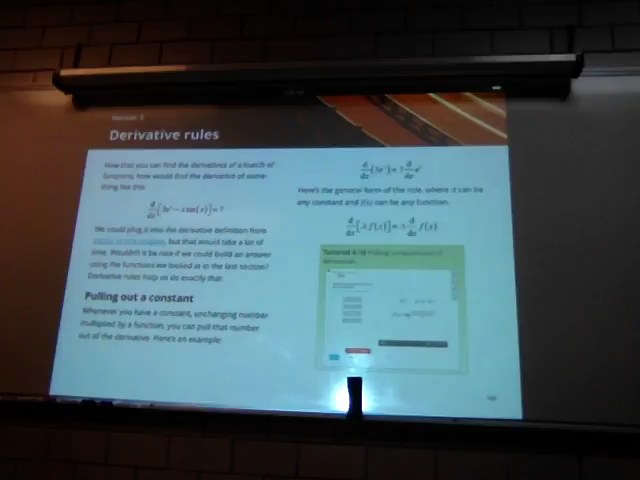 Section 3
Derivative rules
Now that you can find the derivatives of a bunch of
functions, how would find the derivative of some-
thing like this:
d/dx [3eˣ − x sin(x)] = ?
We could plug it into the derivative definition from
but that would take a lot of
time. Wouldn't it be nice if we could build an answer
using the functions we looked at in the last section?
Derivative rules help us do exactly that.
Pulling out a constant
Whenever you have a constant, unchanging number
multiplied by a function, you can pull that number
out of the derivative. Here's an example:
Here's the general form of the rule, where A can be
any constant and f(x) can be any function.
d/dx [A f(x)] = A d/dx f(x)